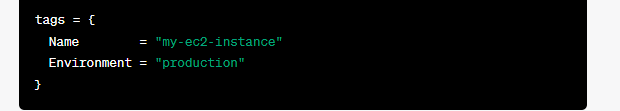 tags = {
  Name        = "my-ec2-instance"
  Environment = "production"
}